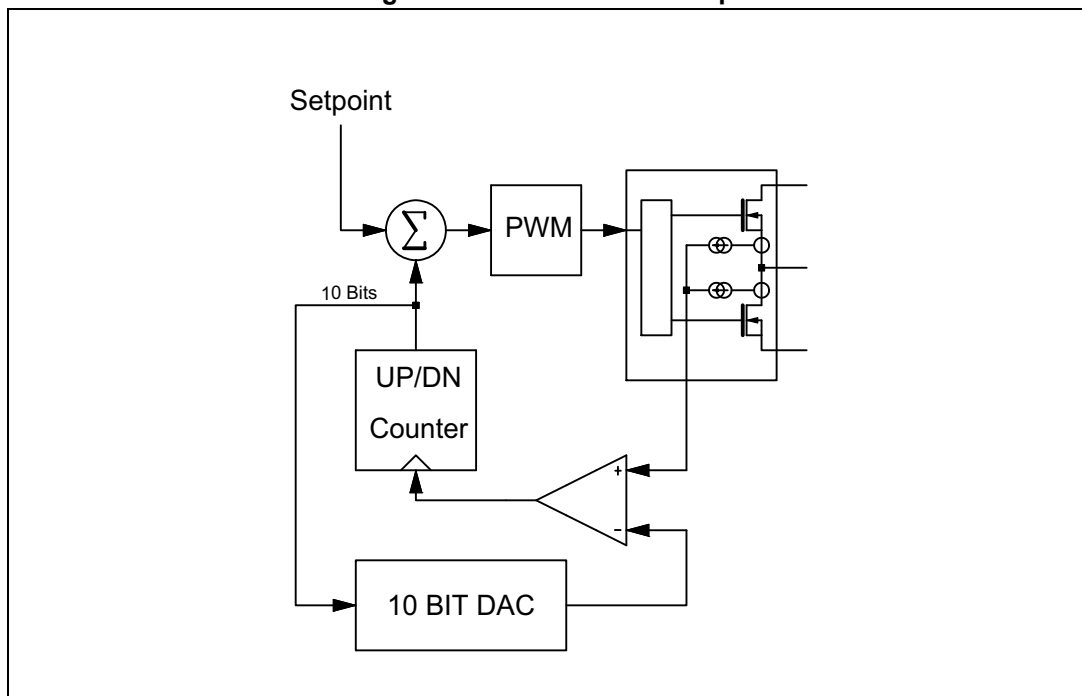 Setpoint
Σ
PWM
10 Bits
UP/DN
Counter
+
-
10 BIT DAC